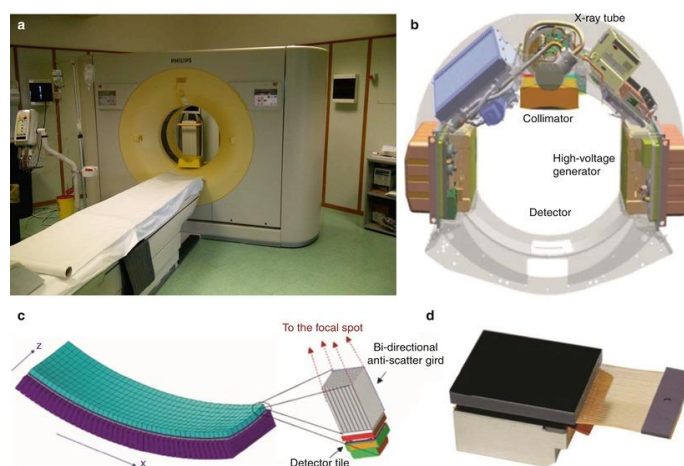 a
PHILIPS
b
X-ray tube
Collimator
High-voltage
generator
Detector
c
z
x
To the focal spot
Bi-directional
anti-scatter gird
Detector tile
d